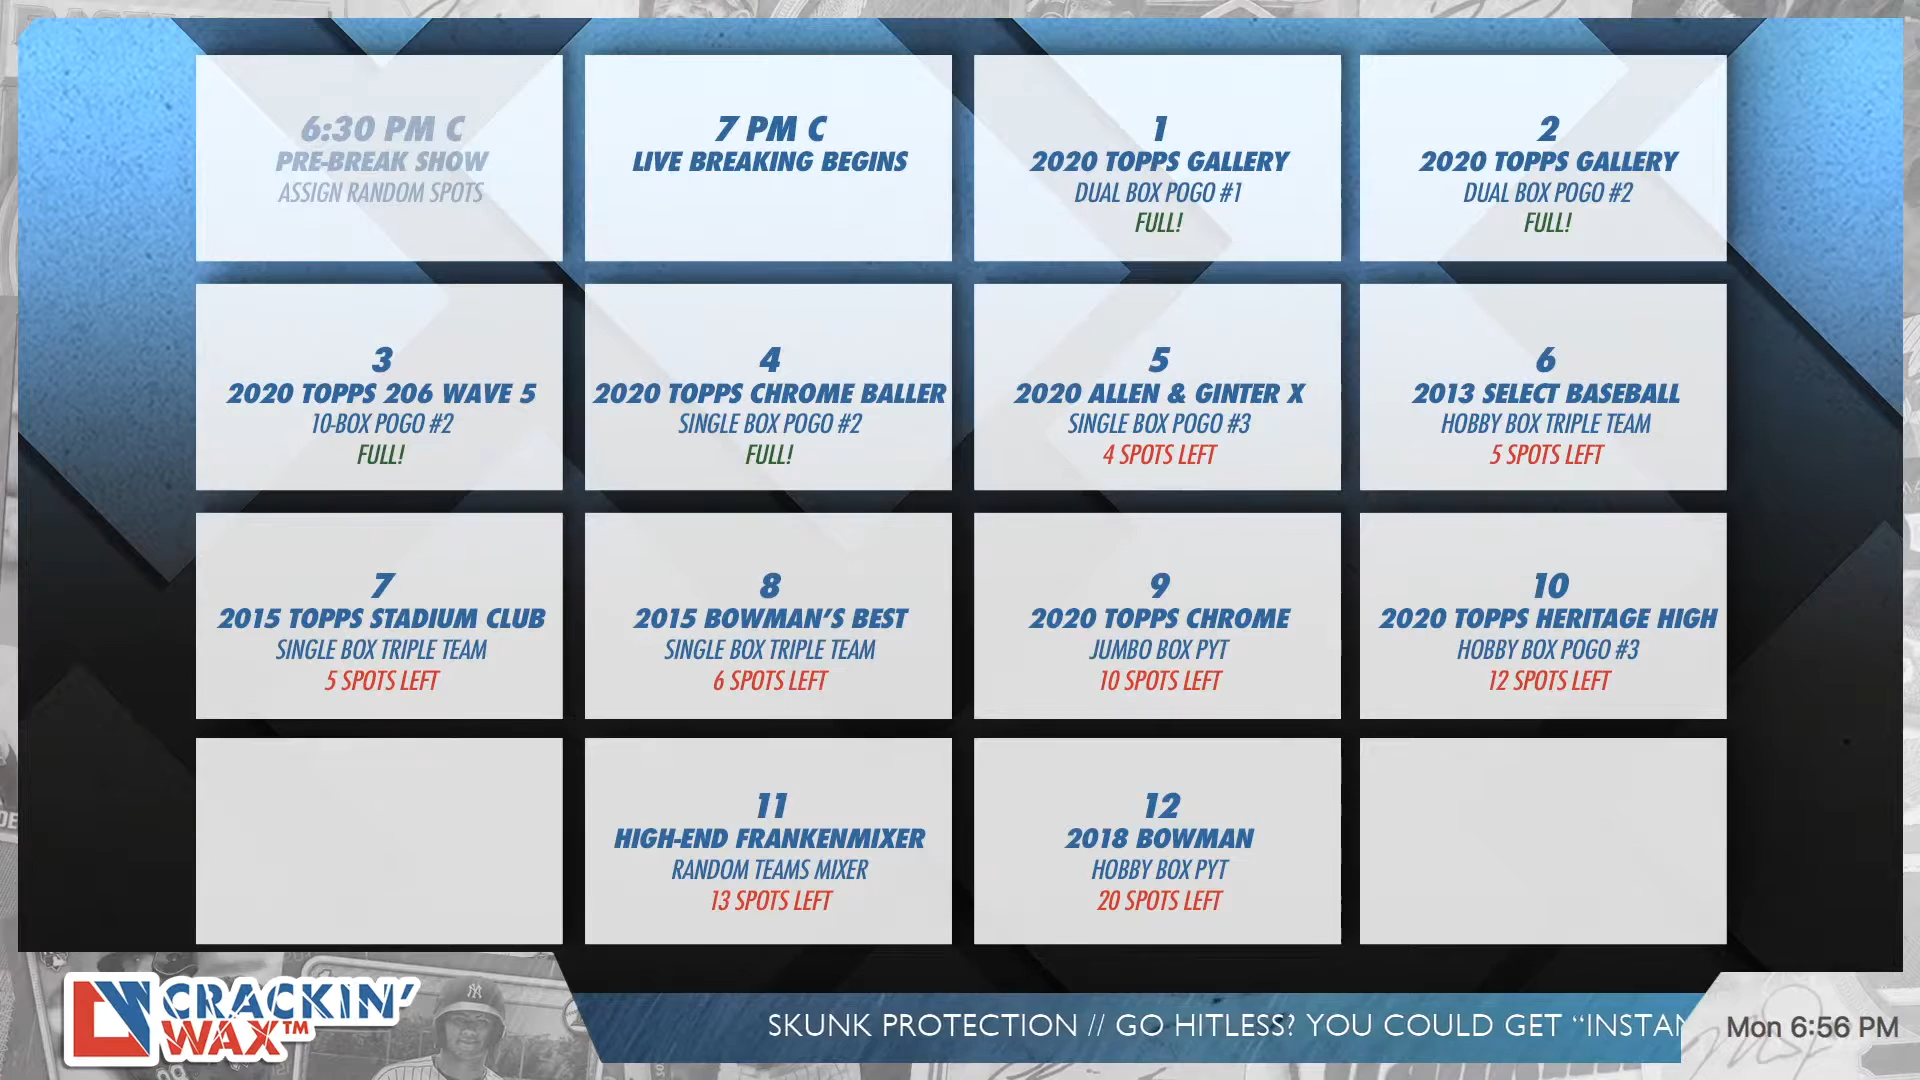 6:30 PM C
PRE-BREAK SHOW
ASSIGN RANDOM SPOTS
7 PM C
LIVE BREAKING BEGINS
1
2020 TOPPS GALLERY
DUAL BOX POGO #1
FULL!
2
2020 TOPPS GALLERY
DUAL BOX POGO #2
FULL!
3
2020 TOPPS 206 WAVE 5
10-BOX POGO #2
FULL!
4
2020 TOPPS CHROME BALLER
SINGLE BOX POGO #2
FULL!
5
2020 ALLEN & GINTER X
SINGLE BOX POGO #3
4 SPOTS LEFT
6
2013 SELECT BASEBALL
HOBBY BOX TRIPLE TEAM
5 SPOTS LEFT
7
2015 TOPPS STADIUM CLUB
SINGLE BOX TRIPLE TEAM
5 SPOTS LEFT
8
2015 BOWMAN'S BEST
SINGLE BOX TRIPLE TEAM
6 SPOTS LEFT
9
2020 TOPPS CHROME
JUMBO BOX PYT
10 SPOTS LEFT
10
2020 TOPPS HERITAGE HIGH
HOBBY BOX POGO #3
12 SPOTS LEFT
11
HIGH-END FRANKENMIXER
RANDOM TEAMS MIXER
13 SPOTS LEFT
12
2018 BOWMAN
HOBBY BOX PYT
20 SPOTS LEFT
CRACKIN'
WAX™
SKUNK PROTECTION // GO HITLESS? YOU COULD GET “INSTAN
Mon 6:56 PM